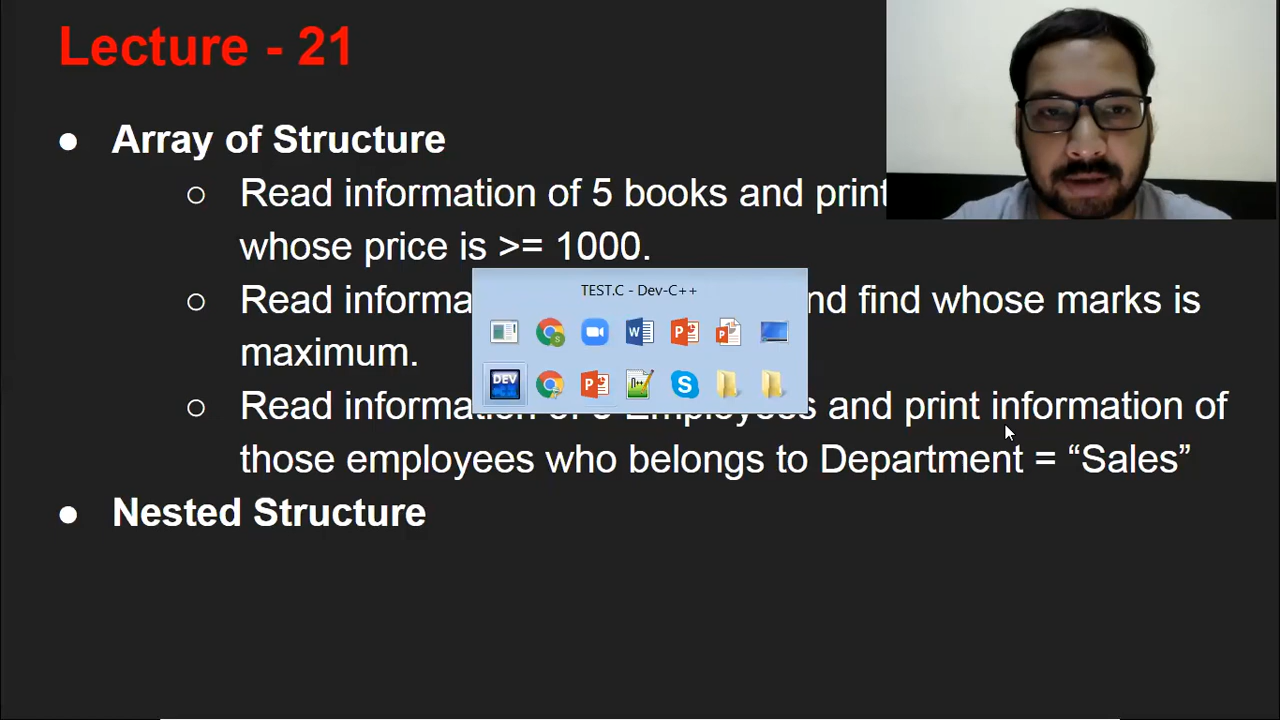 Lecture - 21
● Array of Structure
○ Read information of 5 books and print
whose price is >= 1000.
TEST.C - Dev-C++
○ Read informa nd find whose marks is
maximum.
○ Read information of 5 Employees and print information of
those employees who belongs to Department = “Sales”
● Nested Structure